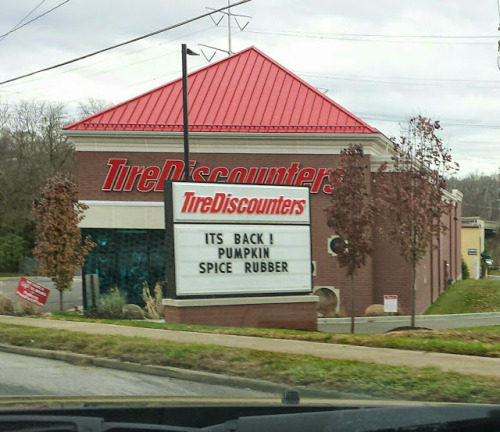 TireDiscounters
TireDiscounters
ITS BACK!
PUMPKIN
SPICE RUBBER